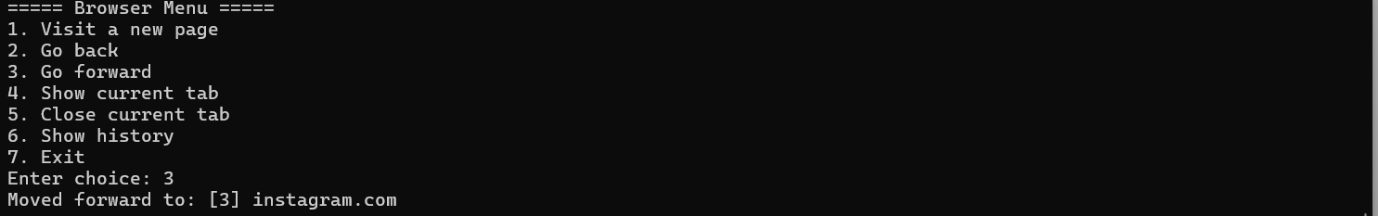 ===== Browser Menu =====
1. Visit a new page
2. Go back
3. Go forward
4. Show current tab
5. Close current tab
6. Show history
7. Exit
Enter choice: 3
Moved forward to: [3] instagram.com